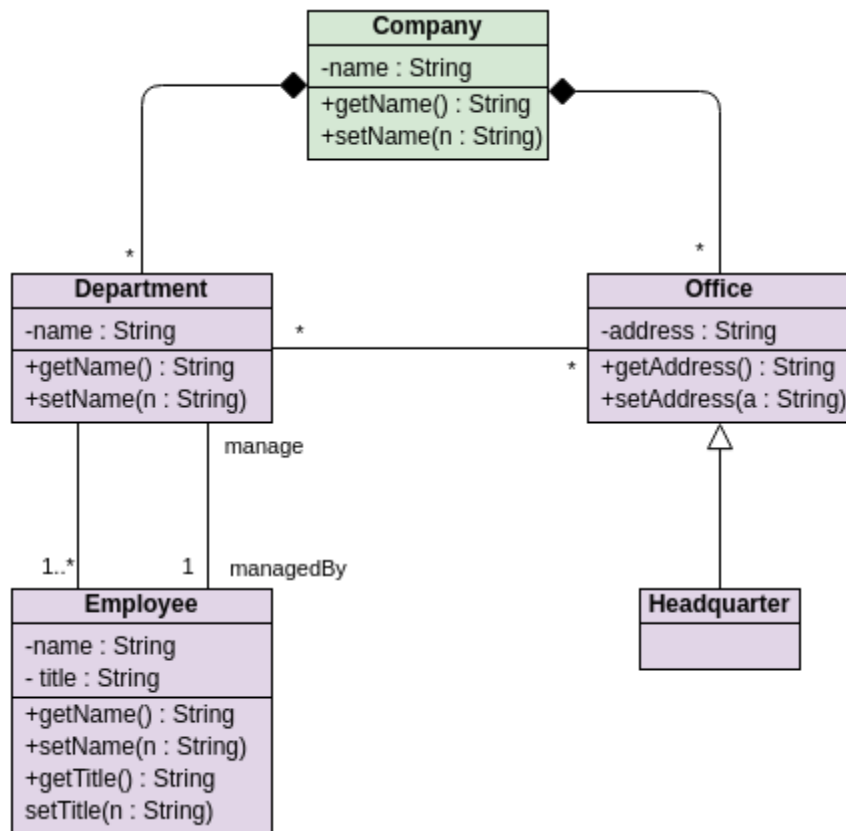 Company
-name : String
+getName() : String
+setName(n : String)
*
*
Department
-name : String
+getName() : String
+setName(n : String)
*
*
Office
-address : String
+getAddress() : String
+setAddress(a : String)
manage
1..*
1
managedBy
Employee
-name : String
- title : String
+getName() : String
+setName(n : String)
+getTitle() : String
setTitle(n : String)
Headquarter